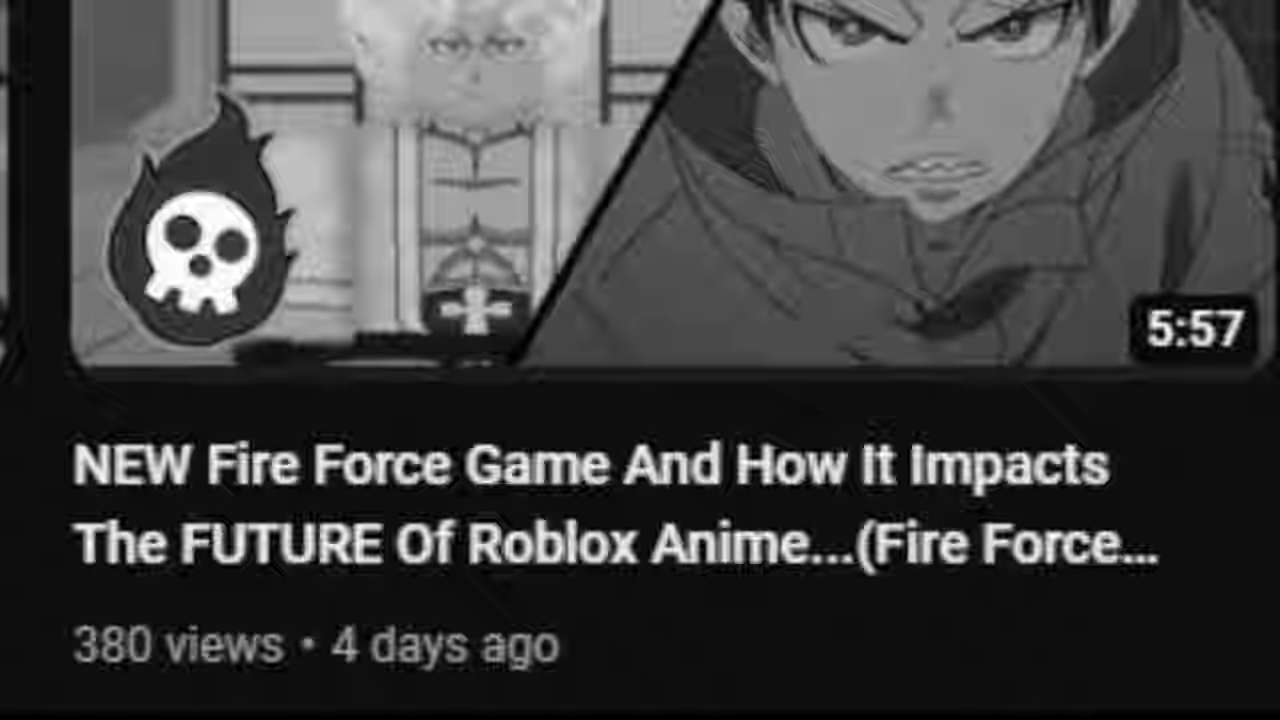 5:57
NEW Fire Force Game And How It Impacts
The FUTURE Of Roblox Anime...(Fire Force...
380 views • 4 days ago